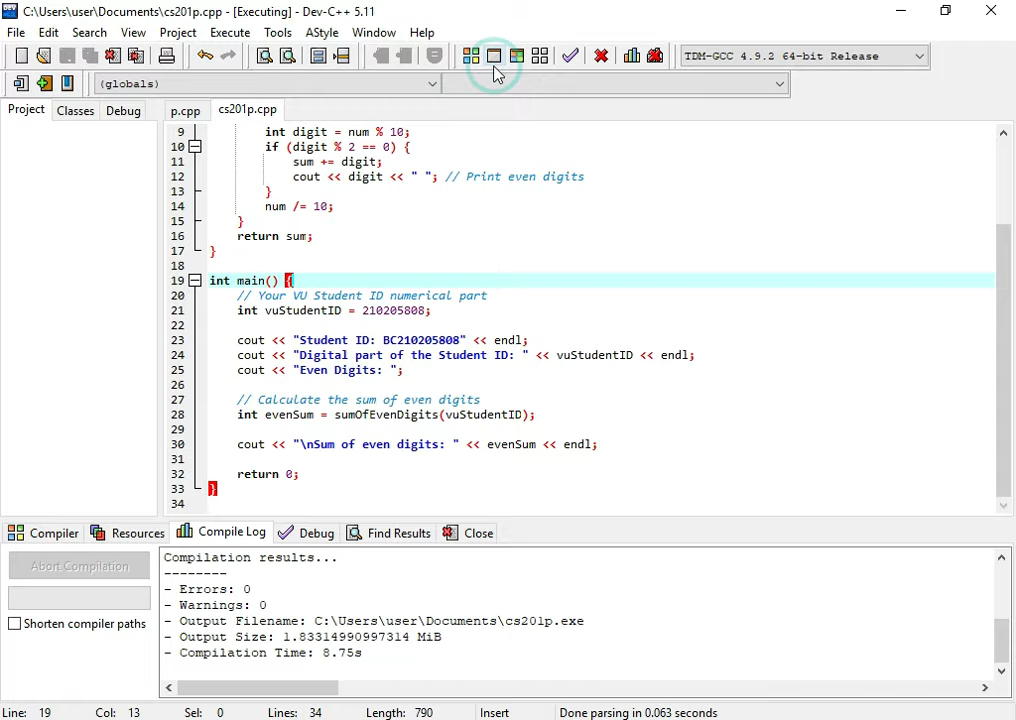 C:\Users\user\Documents\cs201p.cpp - [Executing] - Dev-C++ 5.11
File Edit Search View Project Execute Tools AStyle Window Help
TDM-GCC 4.9.2 64-bit Release
(globals)
Project Classes Debug p.cpp cs201p.cpp
9 int digit = num % 10;
10 if (digit % 2 == 0) {
11 sum += digit;
12 cout << digit << " "; // Print even digits
13 }
14 num /= 10;
15 }
16 return sum;
17 }
18
19 int main() {
20 // Your VU Student ID numerical part
21 int vuStudentID = 210205808;
22
23 cout << "Student ID: BC210205808" << endl;
24 cout << "Digital part of the Student ID: " << vuStudentID << endl;
25 cout << "Even Digits: ";
26
27 // Calculate the sum of even digits
28 int evenSum = sumOfEvenDigits(vuStudentID);
29
30 cout << "\nSum of even digits: " << evenSum << endl;
31
32 return 0;
33 }
34
Compiler Resources Compile Log Debug Find Results Close
Abort Compilation
Shorten compiler paths
Compilation results...
--------
- Errors: 0
- Warnings: 0
- Output Filename: C:\Users\user\Documents\cs201p.exe
- Output Size: 1.83314990997314 MiB
- Compilation Time: 8.75s
Line: 19 Col: 13 Sel: 0 Lines: 34 Length: 790 Insert Done parsing in 0.063 seconds